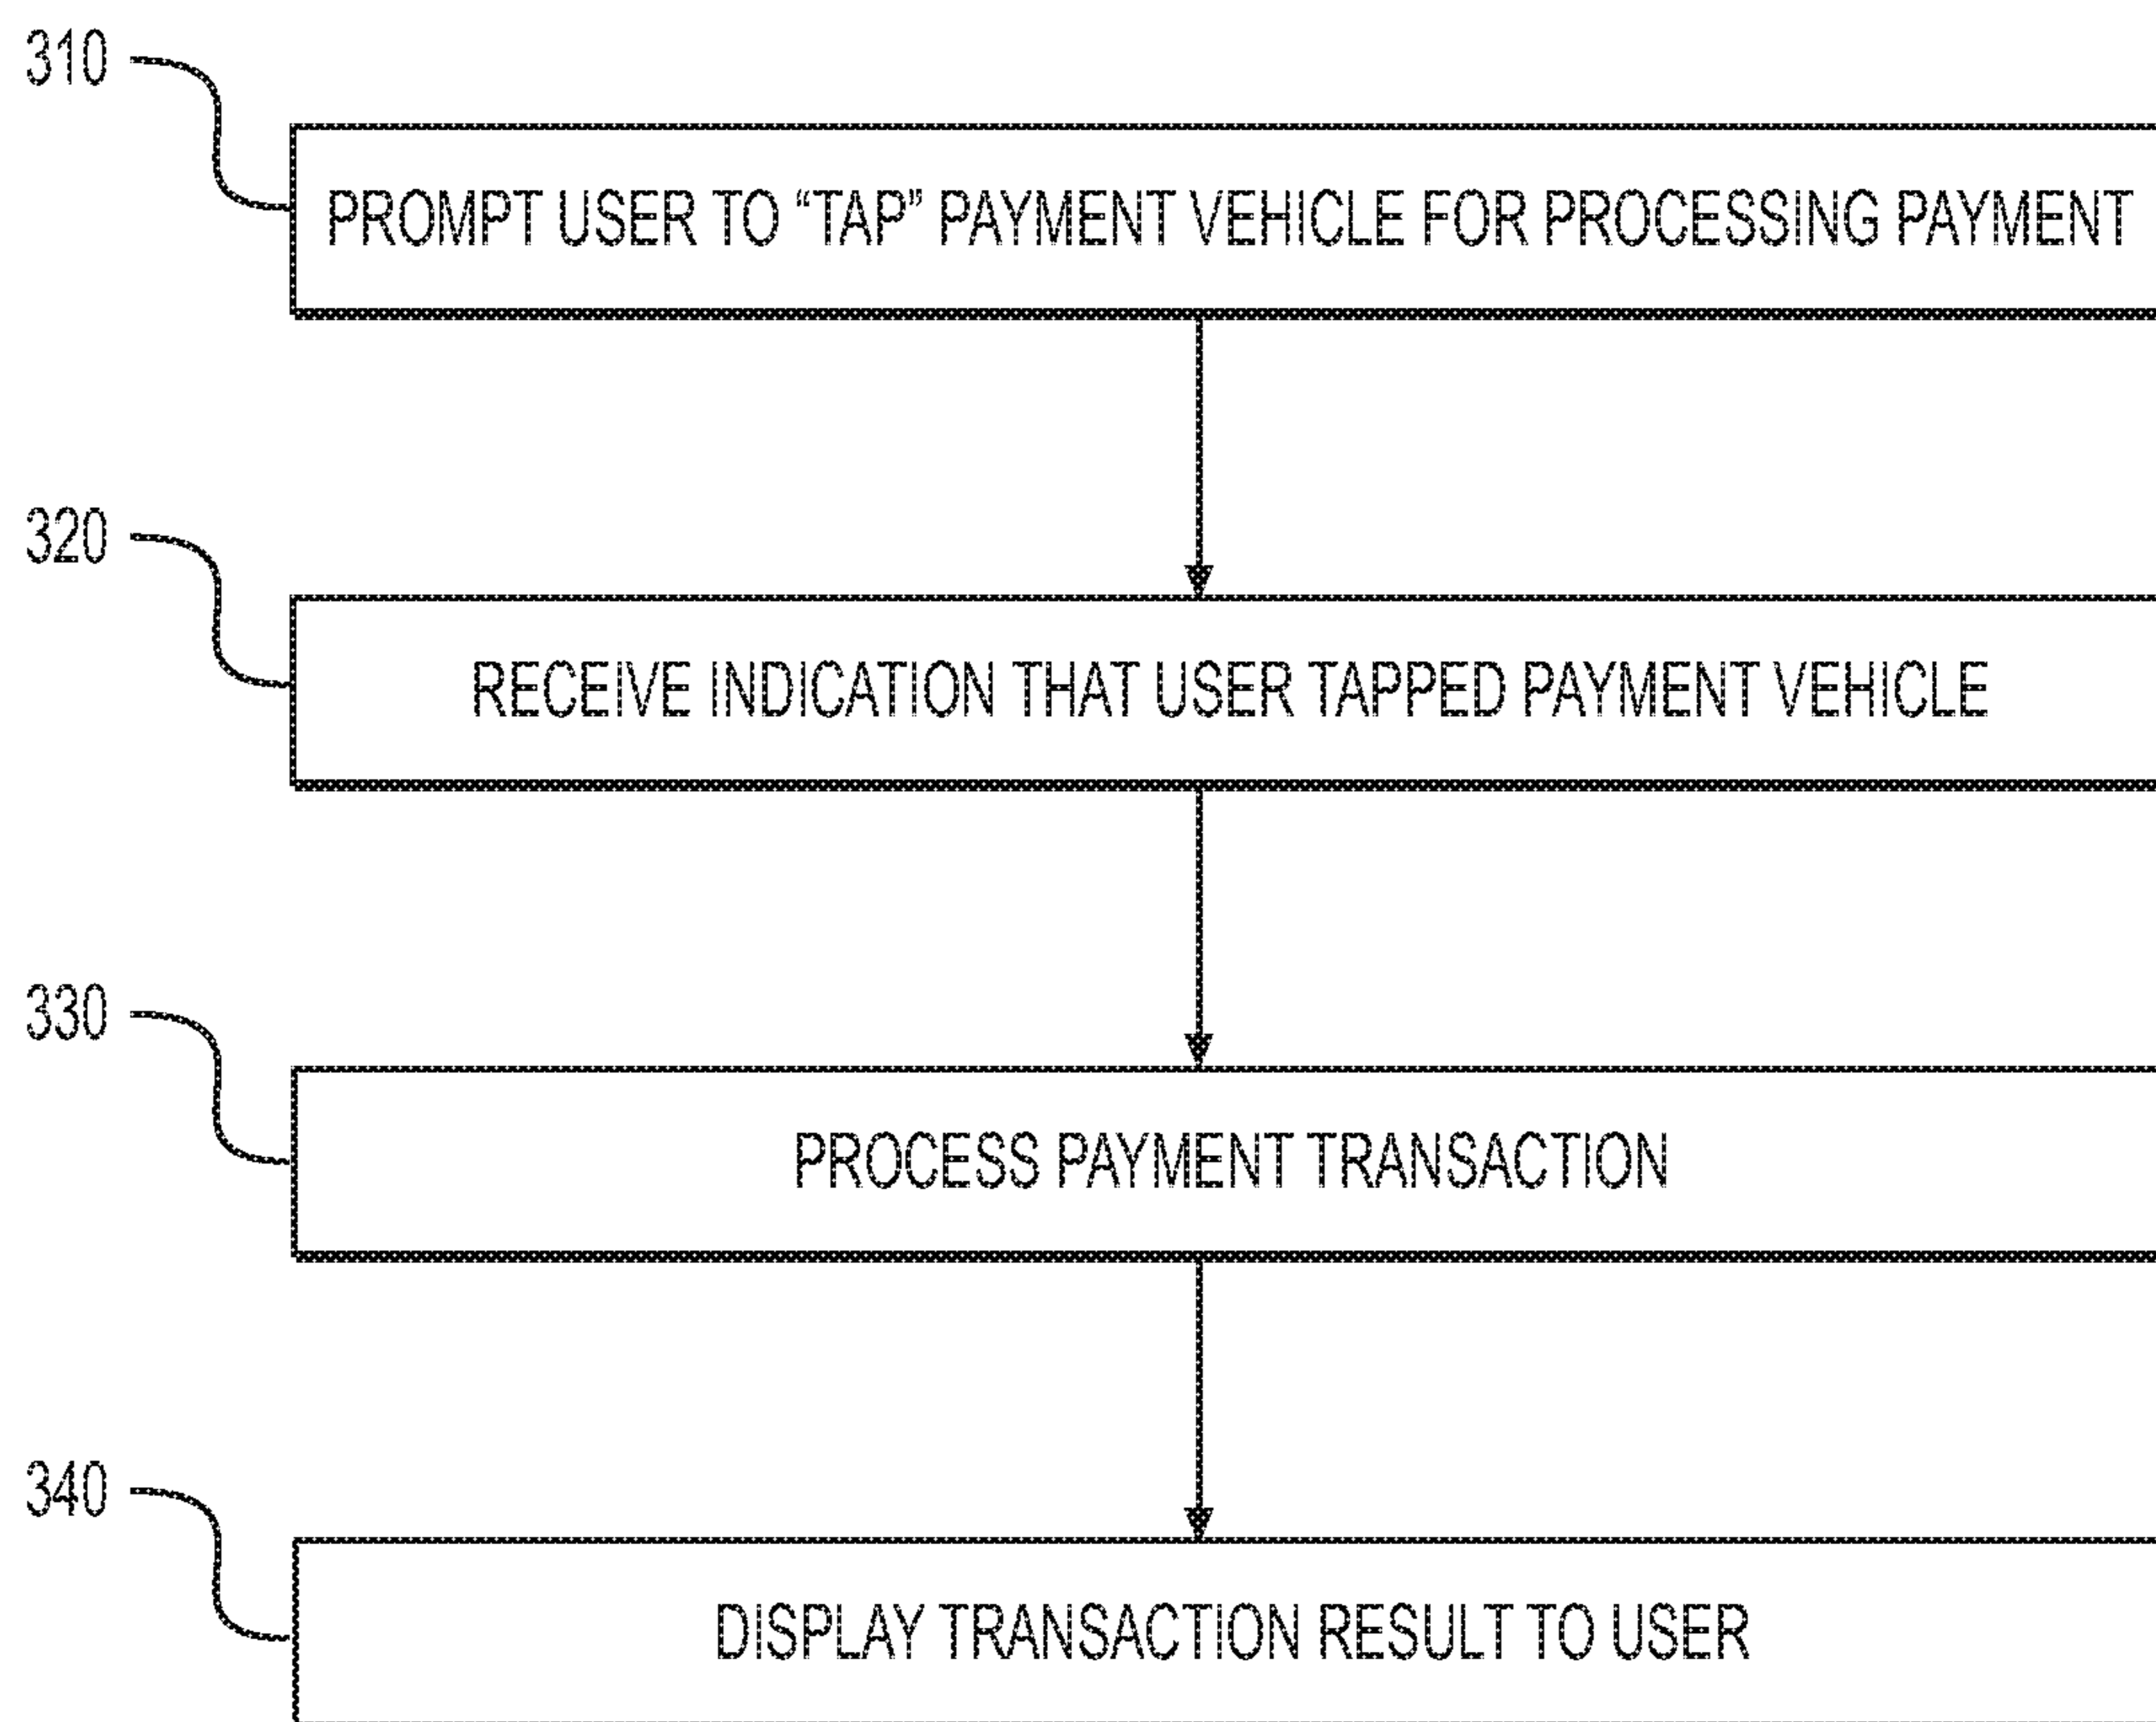 310
PROMPT USER TO “TAP” PAYMENT VEHICLE FOR PROCESSING PAYMENT
320
RECEIVE INDICATION THAT USER TAPPED PAYMENT VEHICLE
330
PROCESS PAYMENT TRANSACTION
340
DISPLAY TRANSACTION RESULT TO USER